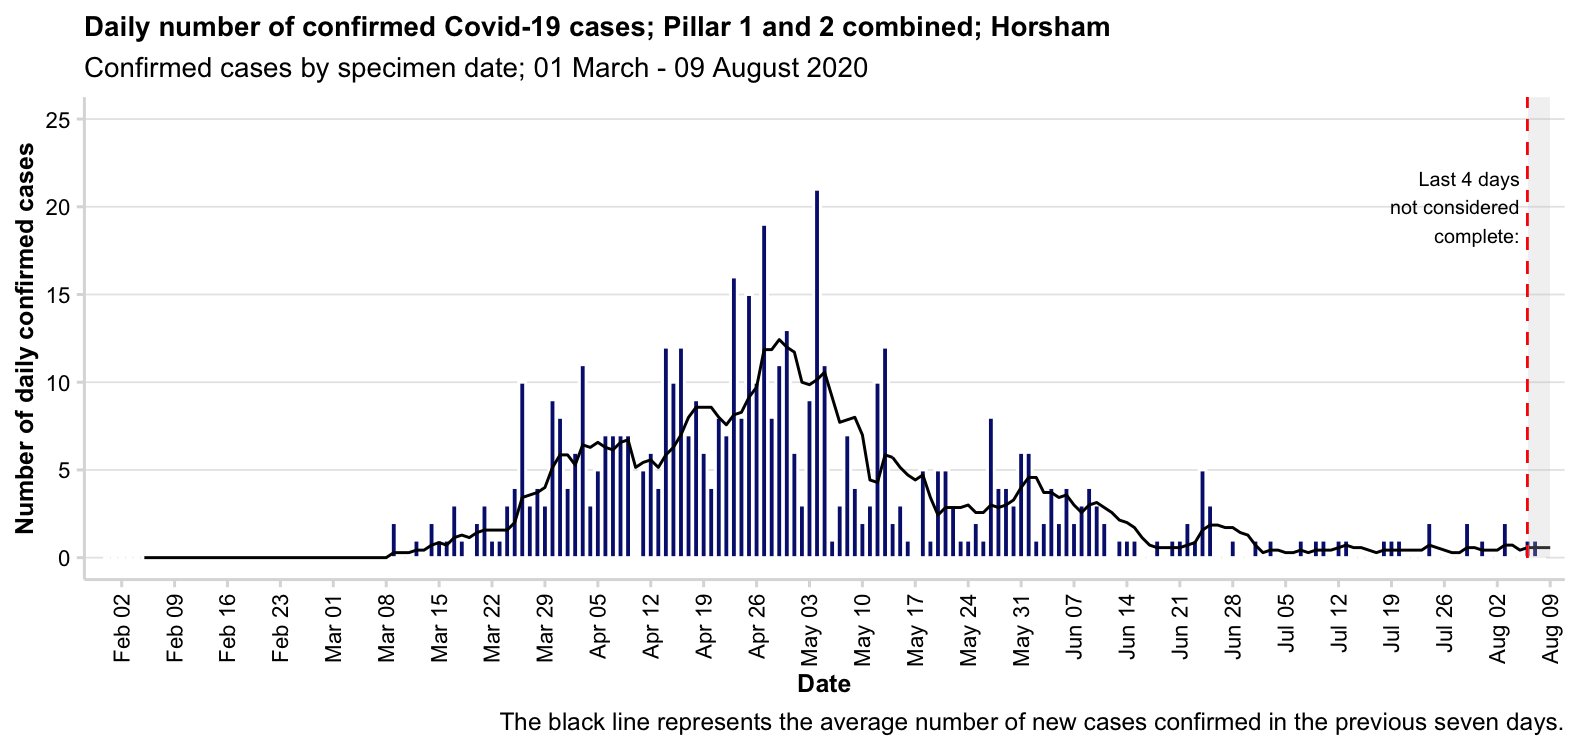 Daily number of confirmed Covid-19 cases; Pillar 1 and 2 combined; Horsham
Confirmed cases by specimen date; 01 March - 09 August 2020
Number of daily confirmed cases
25
20
15
10
5
0
Last 4 days
not considered
complete:
Feb 02
Feb 09
Feb 16
Feb 23
Mar 01
Mar 08
Mar 15
Mar 22
Mar 29
Apr 05
Apr 12
Apr 19
Apr 26
May 03
May 10
May 17
May 24
May 31
Jun 07
Jun 14
Jun 21
Jun 28
Jul 05
Jul 12
Jul 19
Jul 26
Aug 02
Aug 09
Date
The black line represents the average number of new cases confirmed in the previous seven days.